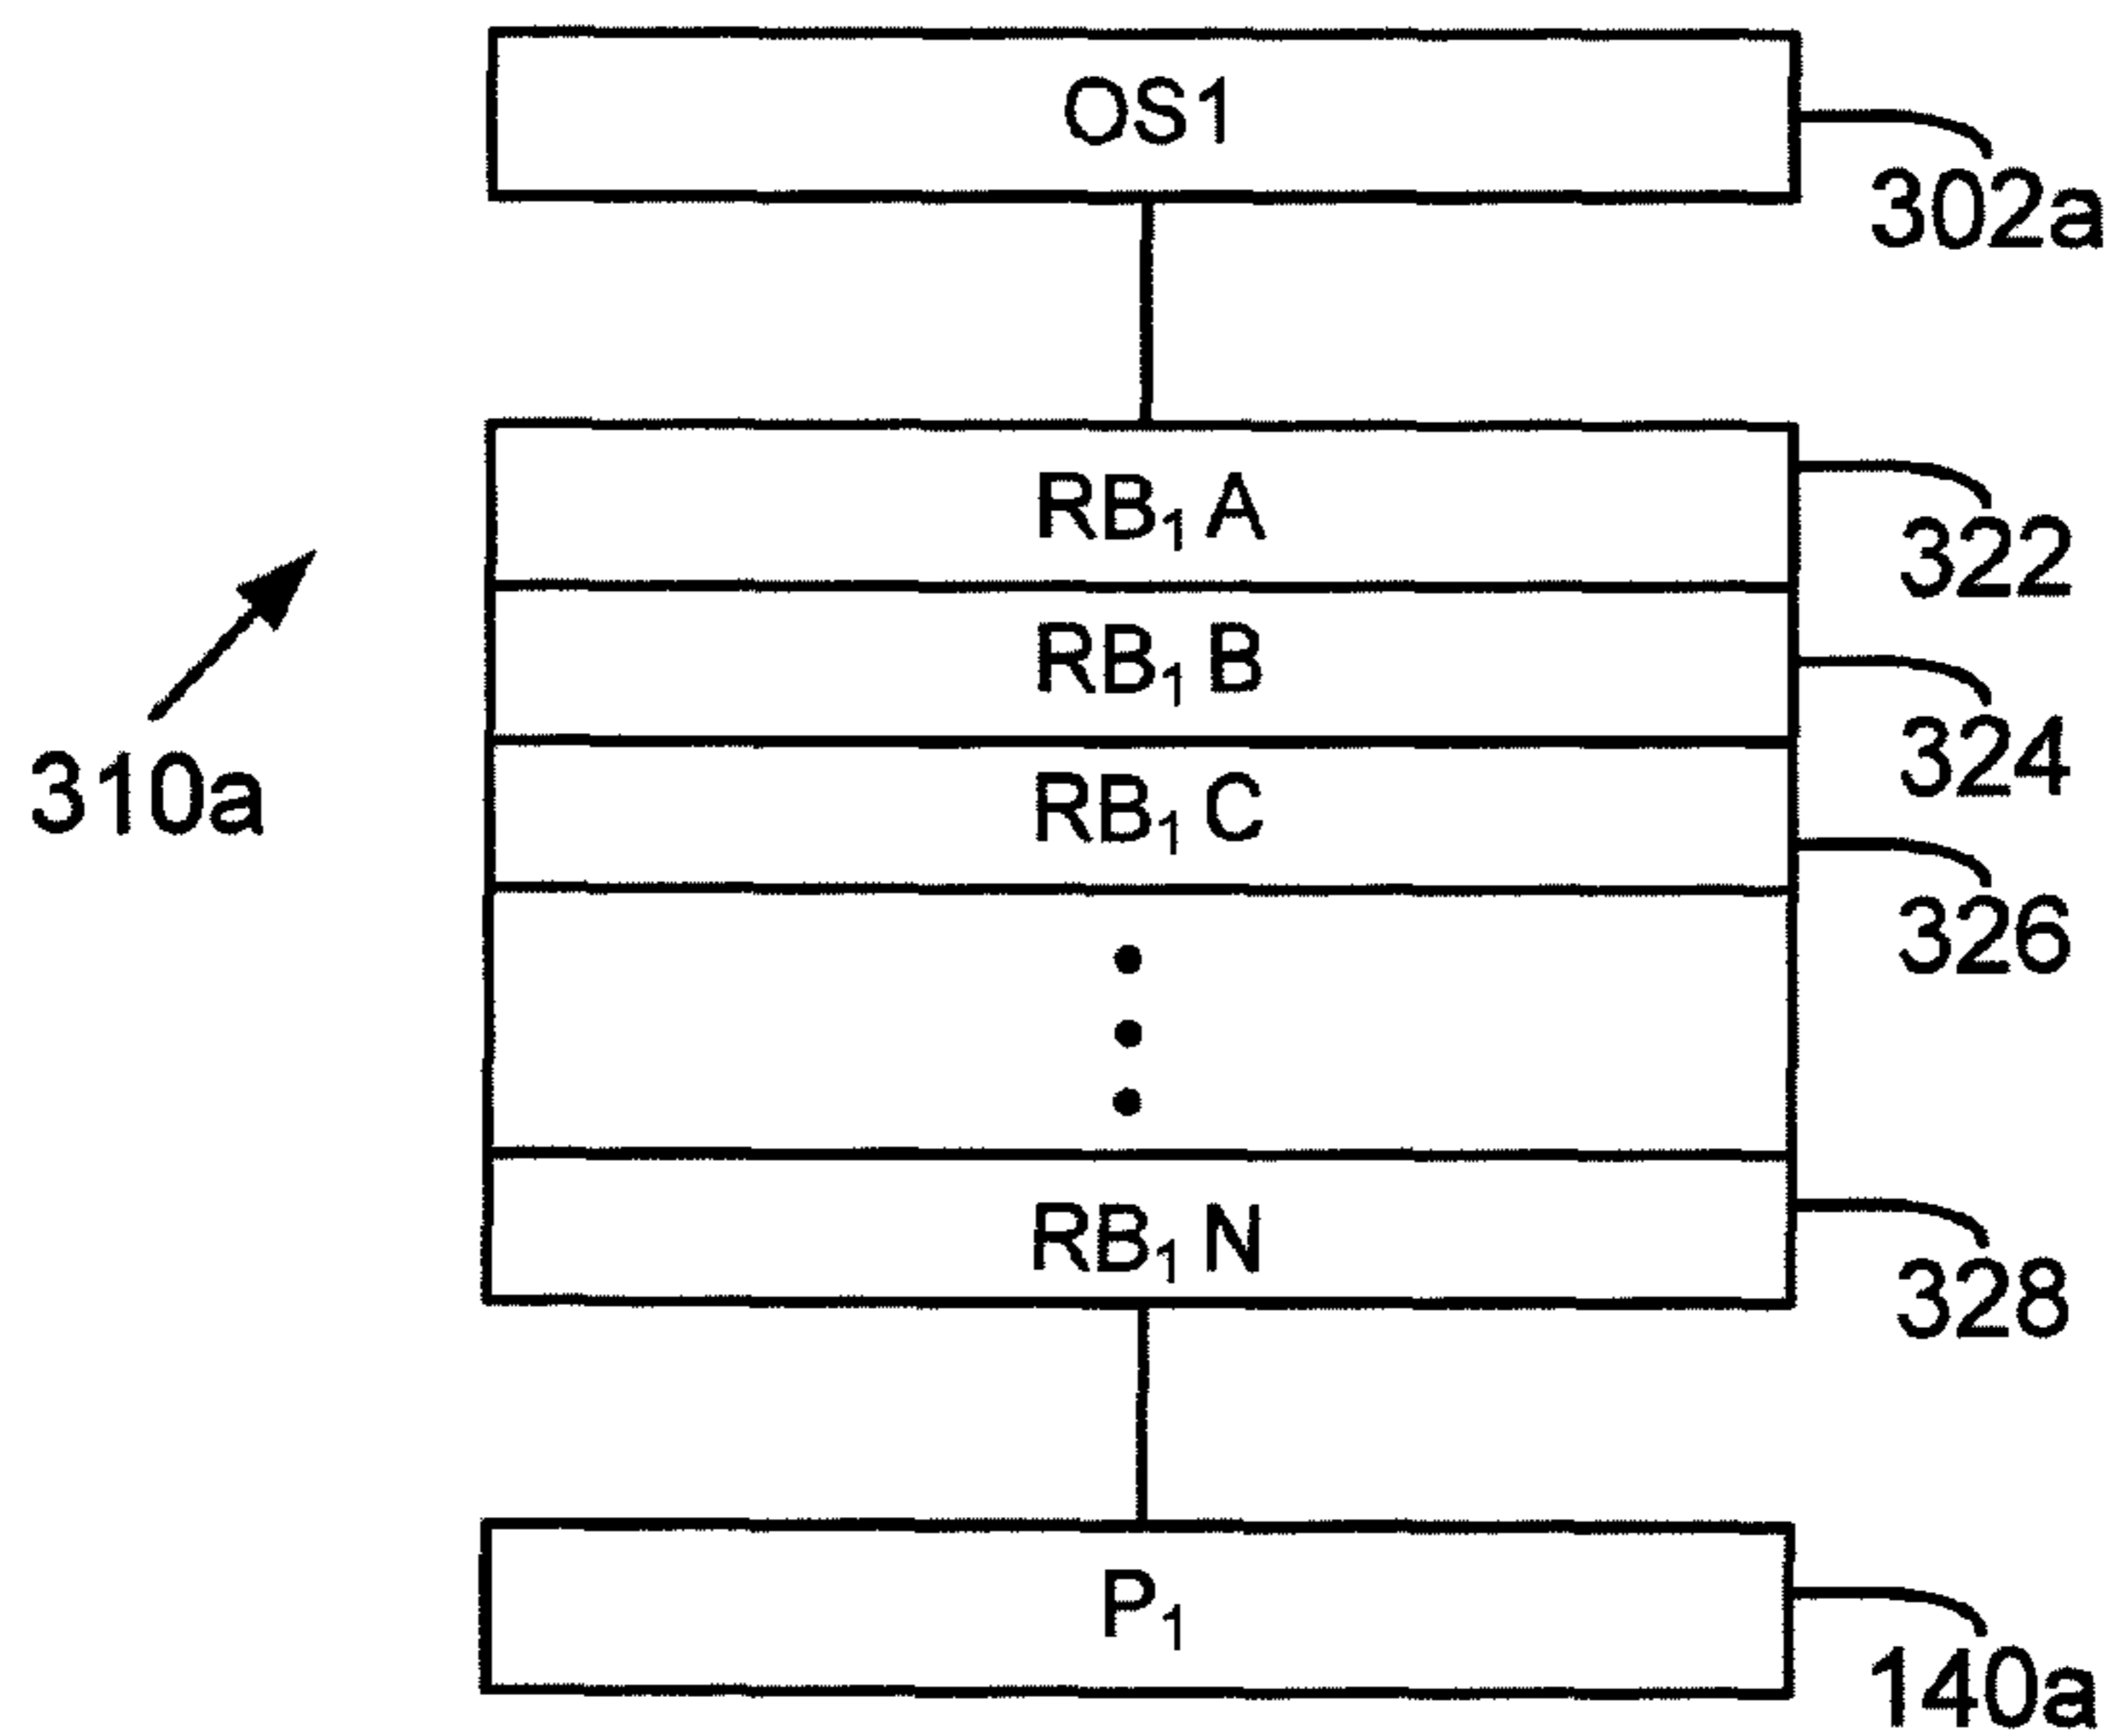 OS1
302a
RB₁ A
322
RB₁ B
324
310a
RB₁ C
326
RB₁ N
328
P₁
140a